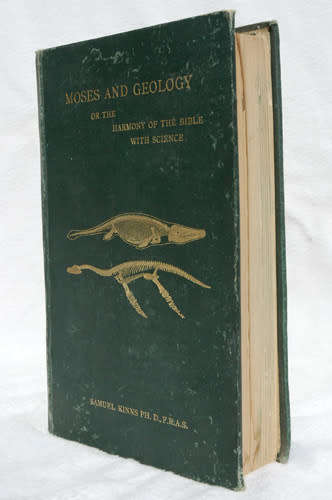 MOSES AND GEOLOGY
OR THE
HARMONY OF THE BIBLE
WITH SCIENCE
SAMUEL KINNS PH. D., F.R.A.S.